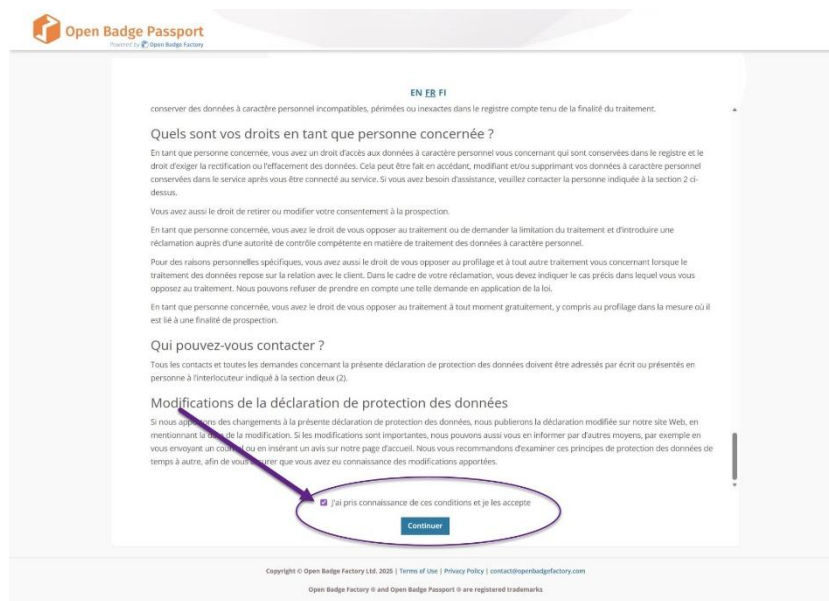 Open Badge Passport
Powered by Open Badge Factory
EN FR FI
conserver des données à caractère personnel incompatibles, périmées ou inexactes dans le registre compte tenu de la finalité du traitement.
Quels sont vos droits en tant que personne concernée ?
En tant que personne concernée, vous avez un droit d'accès aux données à caractère personnel vous concernant qui sont conservées dans le registre et le
droit d'exiger la rectification ou l'effacement des données. Cela peut être fait en accédant, modifiant et/ou supprimant vos données à caractère personnel
conservées dans le service après vous être connecté au service. Si vous avez besoin d'assistance, veuillez contacter la personne indiquée à la section 2 ci-
dessus.
Vous avez aussi le droit de retirer ou modifier votre consentement à la prospection.
En tant que personne concernée, vous avez le droit de vous opposer au traitement ou de demander la limitation du traitement et d'introduire une
réclamation auprès d'une autorité de contrôle compétente en matière de traitement des données à caractère personnel.
Pour des raisons personnelles spécifiques, vous avez aussi le droit de vous opposer au profilage et à tout autre traitement vous concernant lorsque le
traitement des données repose sur la relation avec le client. Dans le cadre de votre réclamation, vous devez indiquer le cas précis dans lequel vous vous
opposez au traitement. Nous pouvons refuser de prendre en compte une telle demande en application de la loi.
En tant que personne concernée, vous avez le droit de vous opposer au traitement à tout moment gratuitement, y compris au profilage dans la mesure où il
est lié à une finalité de prospection.
Qui pouvez-vous contacter ?
Tous les contacts et toutes les demandes concernant la présente déclaration de protection des données doivent être adressés par écrit ou présentés en
personne à l'interlocuteur indiqué à la section deux (2).
Modifications de la déclaration de protection des données
Si nous apportons des changements à la présente déclaration de protection des données, nous publierons la déclaration modifiée sur notre site Web, en
mentionnant la date de la modification. Si les modifications sont importantes, nous pouvons aussi vous en informer par d'autres moyens, par exemple en
vous envoyant un courriel ou en insérant un avis sur notre page d'accueil. Nous vous recommandons d'examiner ces principes de protection des données de
temps à autre, afin de vous assurer que vous avez eu connaissance des modifications apportées.
J'ai pris connaissance de ces conditions et je les accepte
Continuer
Copyright © Open Badge Factory Ltd. 2025 | Terms of Use | Privacy Policy | contact@openbadgefactory.com
Open Badge Factory ® and Open Badge Passport ® are registered trademarks